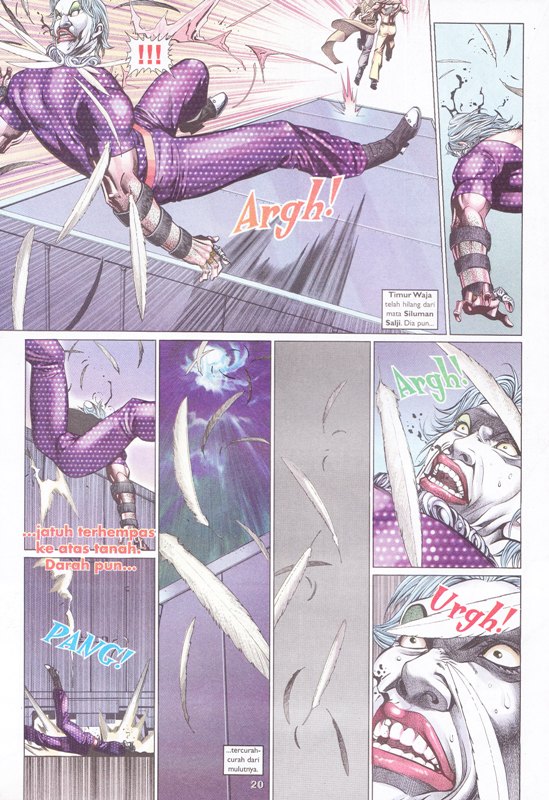 !!!
Argh!
Timur Waja
telah hilang dari
mata Siluman
Salji. Dia pun...
...jatuh terhempas
ke atas tanah.
Darah pun...
PANG!
...tercurah-
curah dari
mulutnya.
Argh!
Urgh!
20